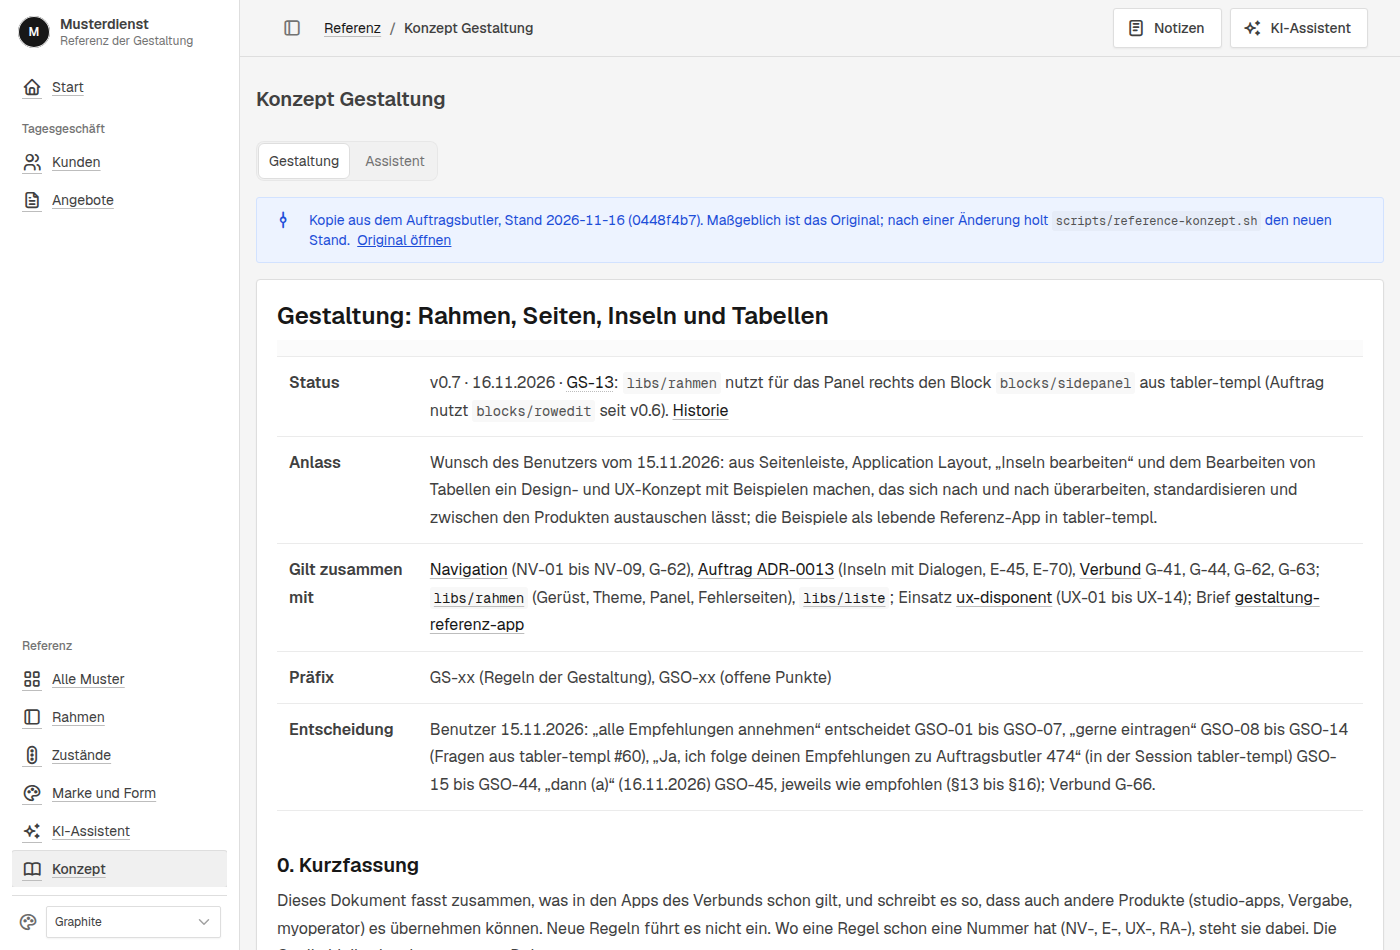 M
Musterdienst
Referenz der Gestaltung
Start
Tagesgeschäft
Kunden
Angebote
Referenz
Alle Muster
Rahmen
Zustände
Marke und Form
KI-Assistent
Konzept
Graphite
Referenz / Konzept Gestaltung
Notizen
KI-Assistent
Konzept Gestaltung
Gestaltung Assistent
Kopie aus dem Auftragsbutler, Stand 2026-11-16 (0448f4b7). Maßgeblich ist das Original; nach einer Änderung holt scripts/reference-konzept.sh den neuen
Stand. Original öffnen
Gestaltung: Rahmen, Seiten, Inseln und Tabellen
Status v0.7 · 16.11.2026 · GS-13: libs/rahmen nutzt für das Panel rechts den Block blocks/sidepanel aus tabler-templ (Auftrag
nutzt blocks/rowedit seit v0.6). Historie
Anlass Wunsch des Benutzers vom 15.11.2026: aus Seitenleiste, Application Layout, „Inseln bearbeiten“ und dem Bearbeiten von
Tabellen ein Design- und UX-Konzept mit Beispielen machen, das sich nach und nach überarbeiten, standardisieren und
zwischen den Produkten austauschen lässt; die Beispiele als lebende Referenz-App in tabler-templ.
Gilt zusammen Navigation (NV-01 bis NV-09, G-62), Auftrag ADR-0013 (Inseln mit Dialogen, E-45, E-70), Verbund G-41, G-44, G-62, G-63;
mit libs/rahmen (Gerüst, Theme, Panel, Fehlerseiten), libs/liste ; Einsatz ux-disponent (UX-01 bis UX-14); Brief gestaltung-
referenz-app
Präfix GS-xx (Regeln der Gestaltung), GSO-xx (offene Punkte)
Entscheidung Benutzer 15.11.2026: „alle Empfehlungen annehmen“ entscheidet GSO-01 bis GSO-07, „gerne eintragen“ GSO-08 bis GSO-14
(Fragen aus tabler-templ #60), „Ja, ich folge deinen Empfehlungen zu Auftragsbutler 474“ (in der Session tabler-templ) GSO-
15 bis GSO-44, „dann (a)“ (16.11.2026) GSO-45, jeweils wie empfohlen (§13 bis §16); Verbund G-66.
0. Kurzfassung
Dieses Dokument fasst zusammen, was in den Apps des Verbunds schon gilt, und schreibt es so, dass auch andere Produkte (studio-apps, Vergabe,
myoperator) es übernehmen können. Neue Regeln führt es nicht ein. Wo eine Regel schon eine Nummer hat (NV-, E-, UX-, RA-), steht sie dabei. Die